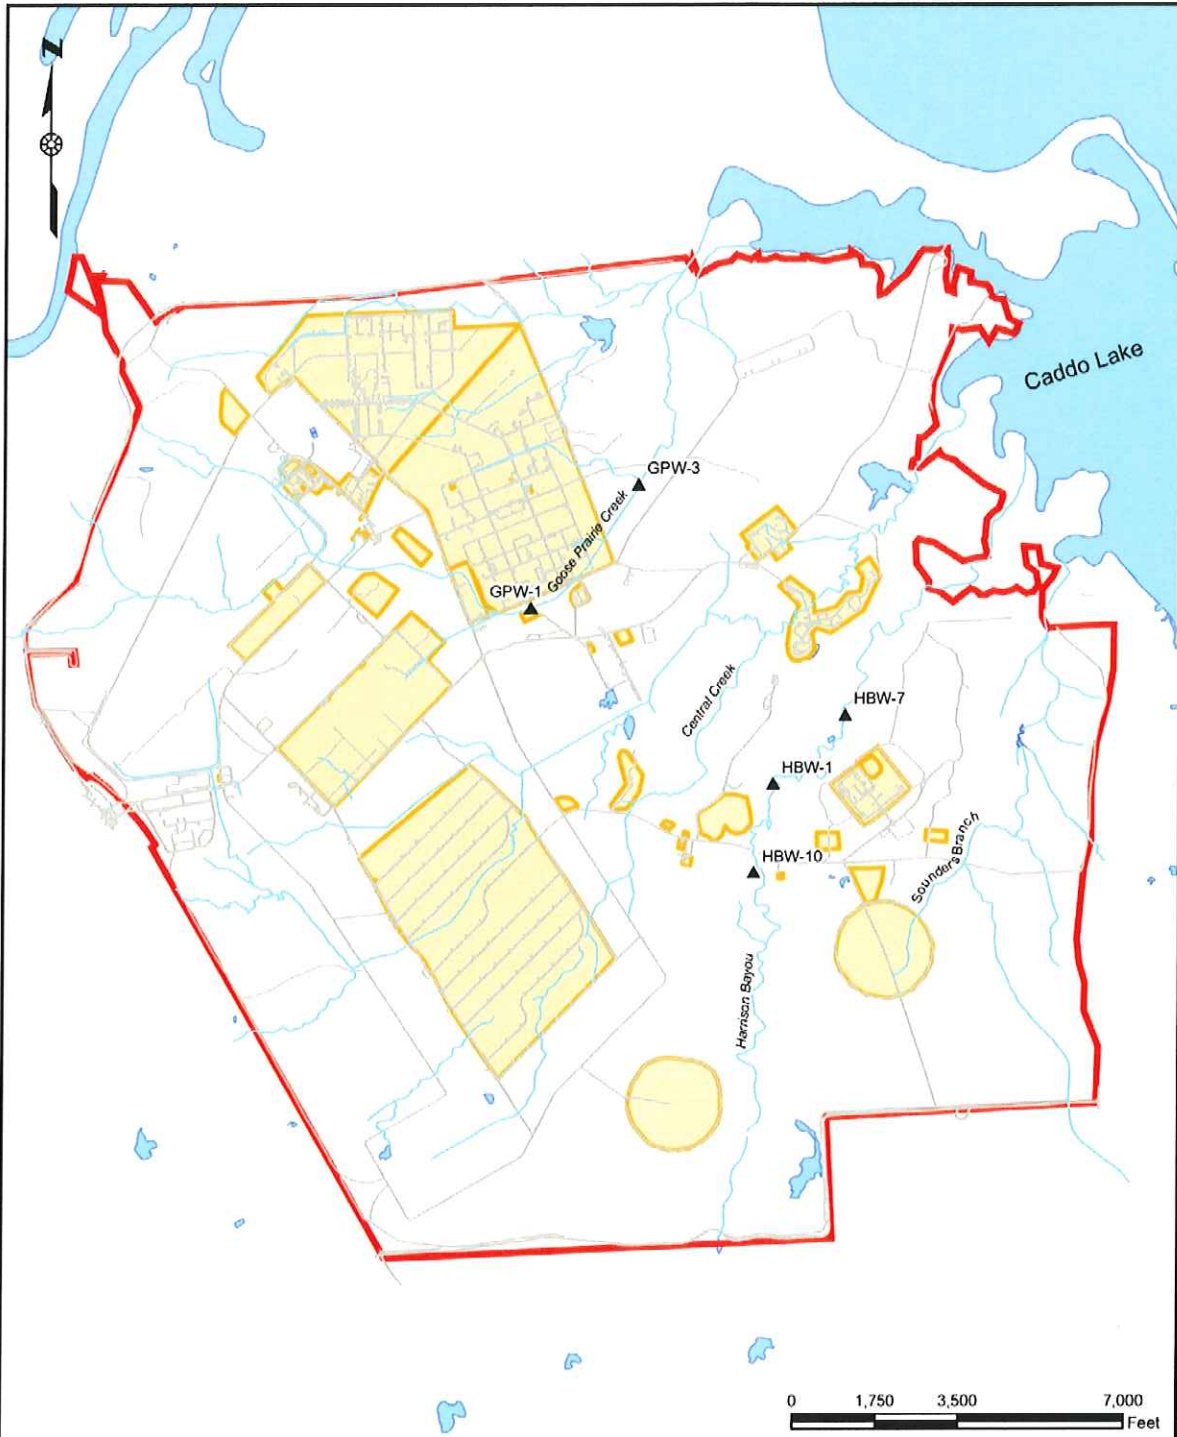 N
Caddo Lake
GPW-3
Goose Prairie Creek
GPW-1
Central Creek
HBW-7
HBW-1
HBW-10
Saunders Branch
Harrison Bayou
0 1,750 3,500 7,000
Feet